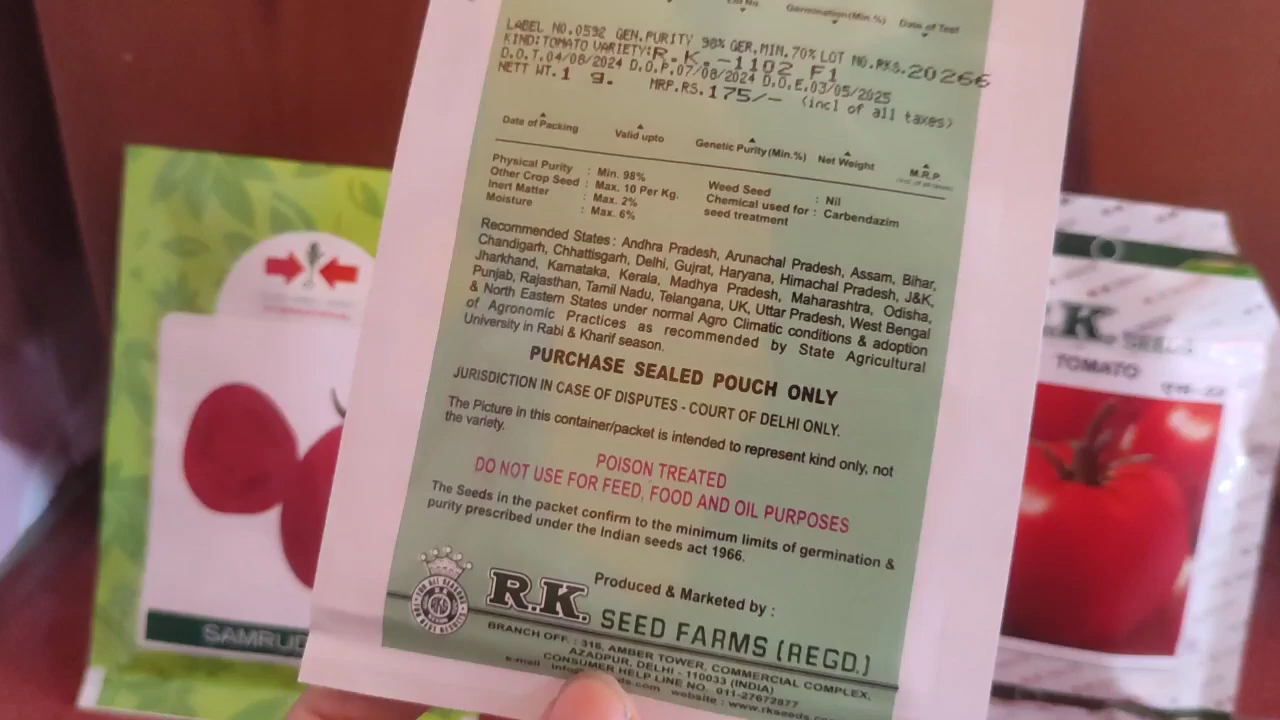 Germination(Min.%) Date of Test
LABEL NO.0592 GEN.PURITY 98% GER.MIN.70% LOT NO.RKS.20266
KIND:TOMATO VARIETY:R.K.-1102 F1
D.O.T.04/08/2024 D.O.P.07/08/2024 D.O.E.03/05/2025
NETT WT.1 g. MRP.RS.175/- (incl of all taxes)
Date of Packing Valid upto Genetic Purity (Min.%) Net Weight M.R.P.
Physical Purity : Min. 98%
Other Crop Seed : Max. 10 Per Kg.
Inert Matter : Max. 2%
Moisture : Max. 6%
Weed Seed : Nil
Chemical used for : Carbendazim
seed treatment
Recommended States : Andhra Pradesh, Arunachal Pradesh, Assam, Bihar,
Chandigarh, Chhattisgarh, Delhi, Gujrat, Haryana, Himachal Pradesh, J&K,
Jharkhand, Karnataka, Kerala, Madhya Pradesh, Maharashtra, Odisha,
Punjab, Rajasthan, Tamil Nadu, Telangana, UK, Uttar Pradesh, West Bengal
& North Eastern States under normal Agro Climatic conditions & adoption
of Agronomic Practices as recommended by State Agricultural
University in Rabi & Kharif season.
PURCHASE SEALED POUCH ONLY
JURISDICTION IN CASE OF DISPUTES - COURT OF DELHI ONLY.
The Picture in this container/packet is intended to represent kind only, not
the variety.
POISON TREATED
DO NOT USE FOR FEED, FOOD AND OIL PURPOSES
The Seeds in the packet confirm to the minimum limits of germination &
purity prescribed under the Indian seeds act 1966.
Produced & Marketed by :
R.K. SEED FARMS (REGD.)
BRANCH OFF. : 316, AMBER TOWER, COMMERCIAL COMPLEX,
AZADPUR, DELHI - 110033 (INDIA)
CONSUMER HELP LINE NO. 011-27672877
e-mail
website : www.rkseeds
SAMRUD
R.K SEEDS
TOMATO